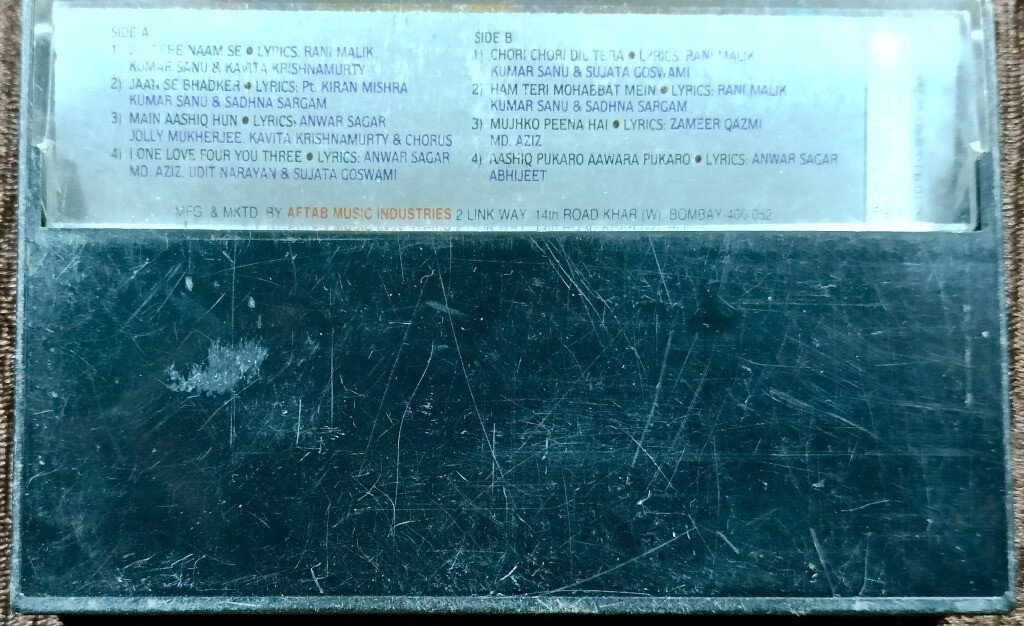 SIDE A
1) TERE NAAM SE • LYRICS: RANI MALIK
KUMAR SANU & KAVITA KRISHNAMURTY
2) JAAN SE BHADKER • LYRICS: Pt. KIRAN MISHRA
KUMAR SANU & SADHNA SARGAM
3) MAIN AASHIQ HUN • LYRICS: ANWAR SAGAR
JOLLY MUKHERJEE, KAVITA KRISHNAMURTY & CHORUS
4) I ONE LOVE FOUR YOU THREE • LYRICS: ANWAR SAGAR
MD. AZIZ, UDIT NARAYAN & SUJATA GOSWAMI
SIDE B
1) CHORI CHORI DIL TERA • LYRICS: RANI MALIK
KUMAR SANU & SUJATA GOSWAMI
2) HAM TERI MOHABBAT MEIN • LYRICS: RANI MALIK
KUMAR SANU & SADHNA SARGAM
3) MUJHKO PEENA HAI • LYRICS: ZAMEER QAZMI
MD. AZIZ
4) AASHIQ PUKARO AAWARA PUKARO • LYRICS: ANWAR SAGAR
ABHIJEET
MFG. & MKTD. BY AFTAB MUSIC INDUSTRIES 2 LINK WAY, 14th ROAD KHAR (W), BOMBAY-400 052